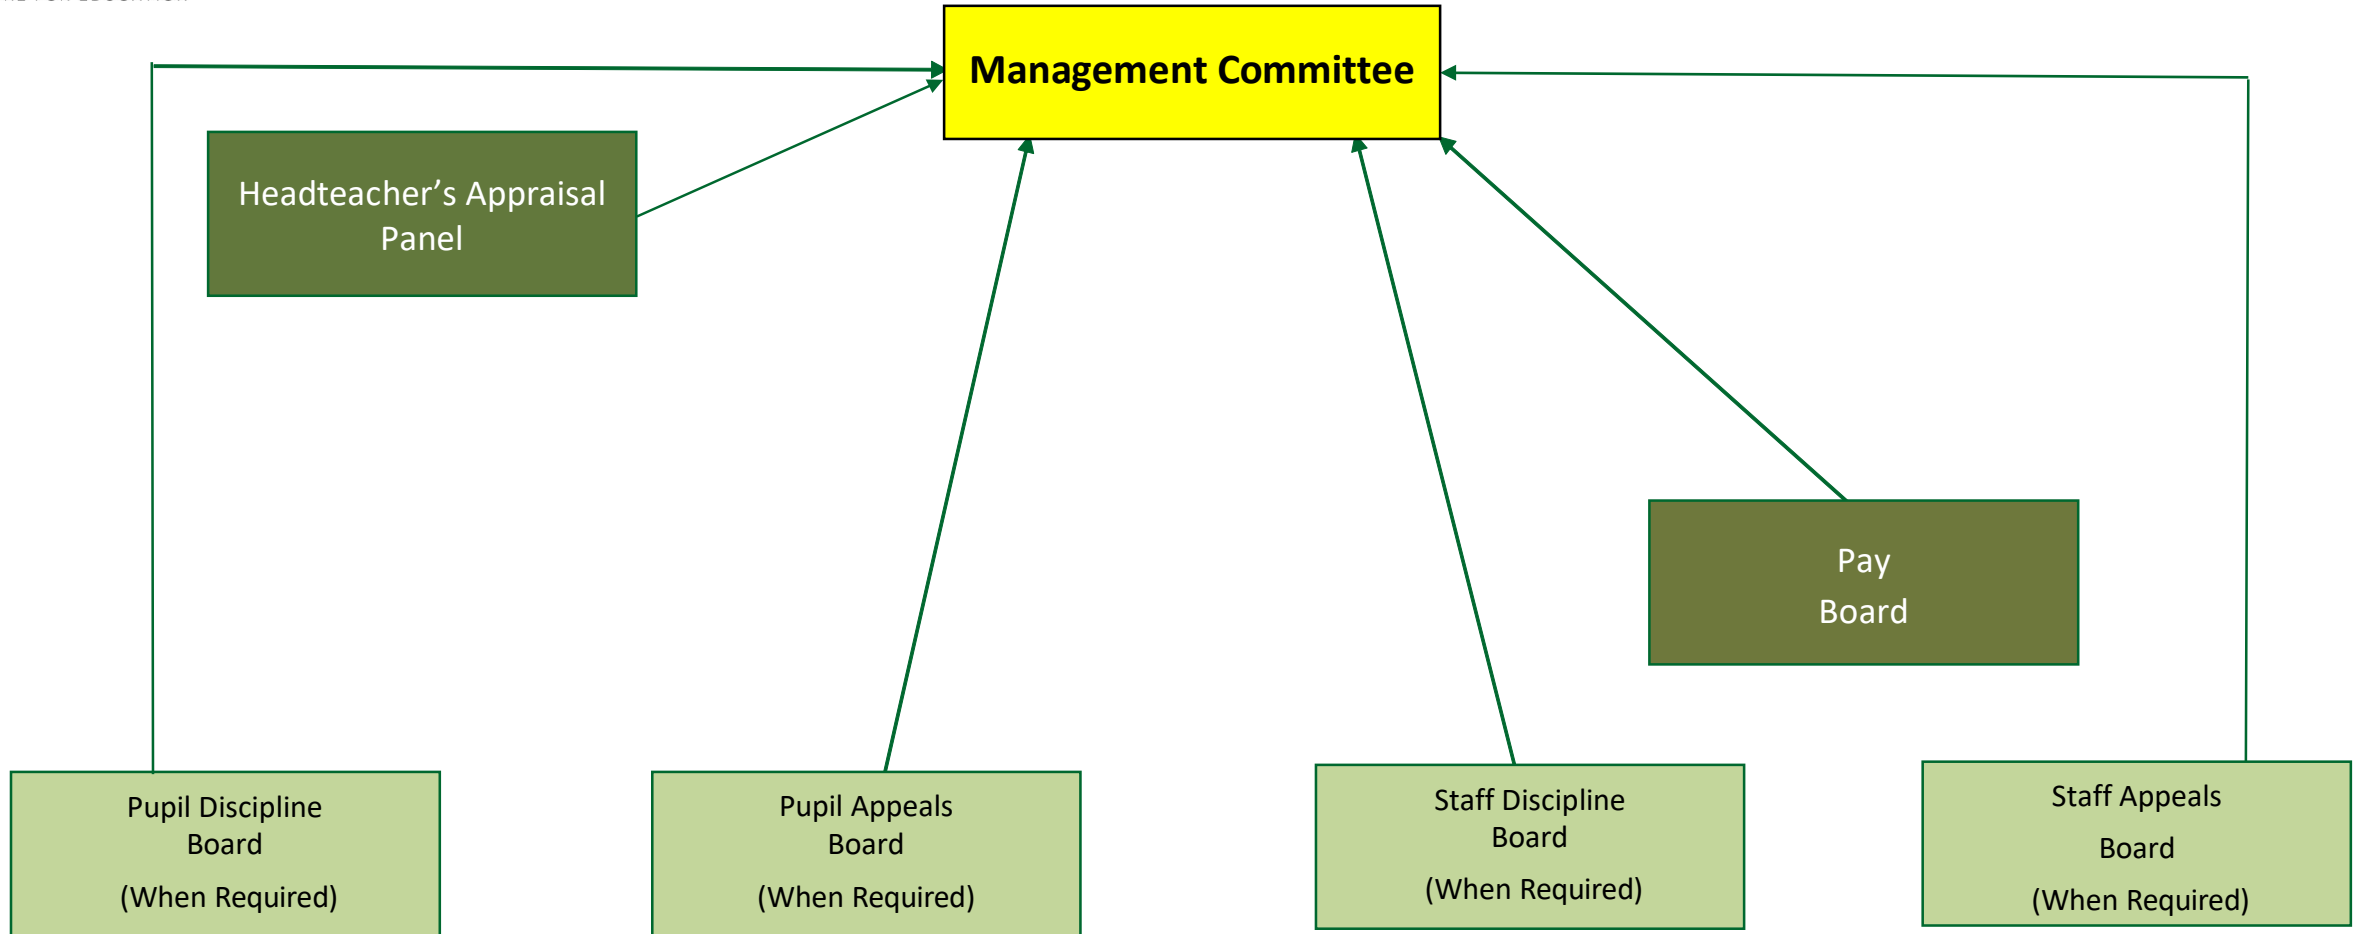 Management Committee
Headteacher’s Appraisal
Panel
Pay
Board
Pupil Discipline
Board
(When Required)
Pupil Appeals
Board
(When Required)
Staff Discipline
Board
(When Required)
Staff Appeals
Board
(When Required)